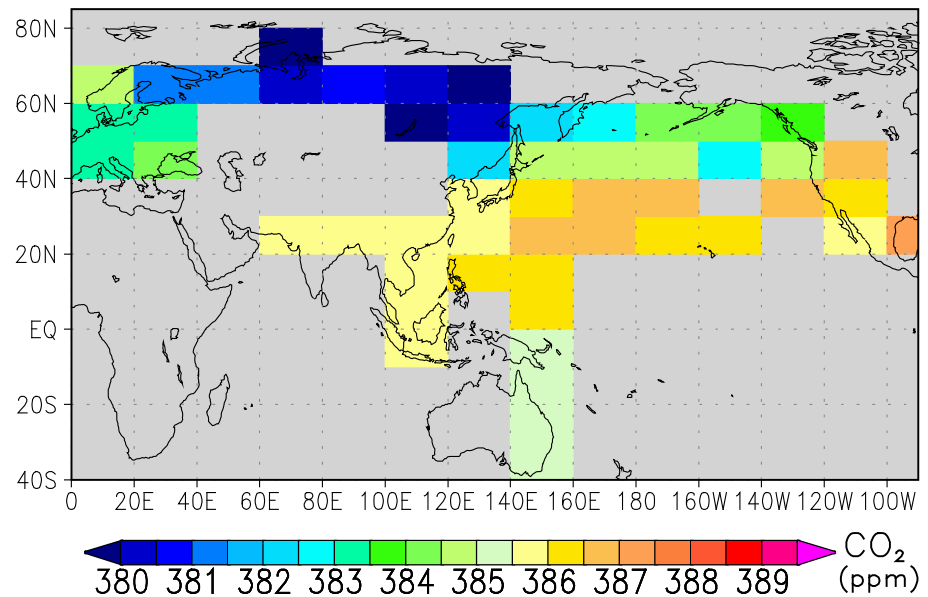 80N
60N
40N
20N
EQ
20S
40S
0 20E 40E 60E 80E 100E 120E 140E 160E 180 160W 140W 120W 100W
380 381 382 383 384 385 386 387 388 389 CO₂
(ppm)